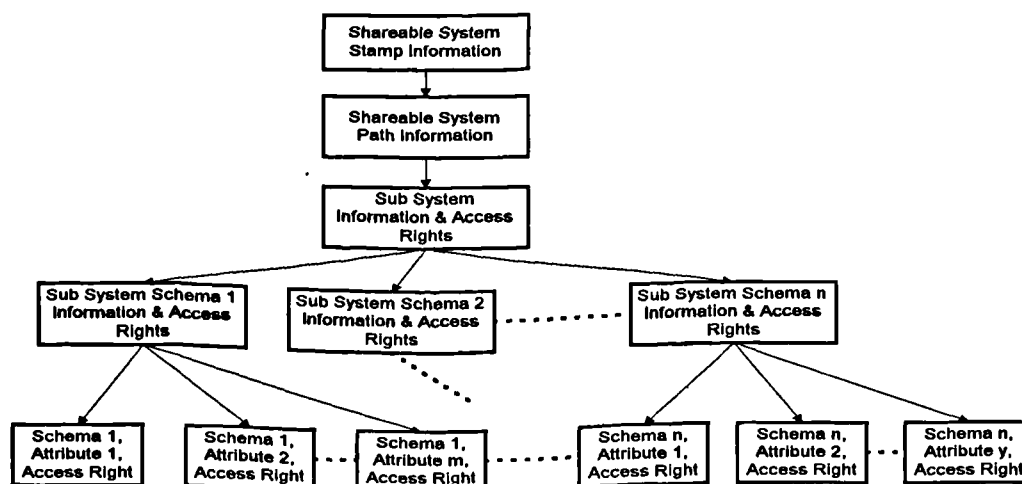 Shareable System
Stamp Information
Shareable System
Path Information
Sub System
Information & Access
Rights
Sub System Schema 1
Information & Access
Rights
Sub System Schema 2
Information & Access
Rights
Sub System Schema n
Information & Access
Rights
Schema 1,
Attribute 1,
Access Right
Schema 1,
Attribute 2,
Access Right
Schema 1,
Attribute m,
Access Right
Schema n,
Attribute 1,
Access Right
Schema n,
Attribute 2,
Access Right
Schema n,
Attribute y,
Access Right